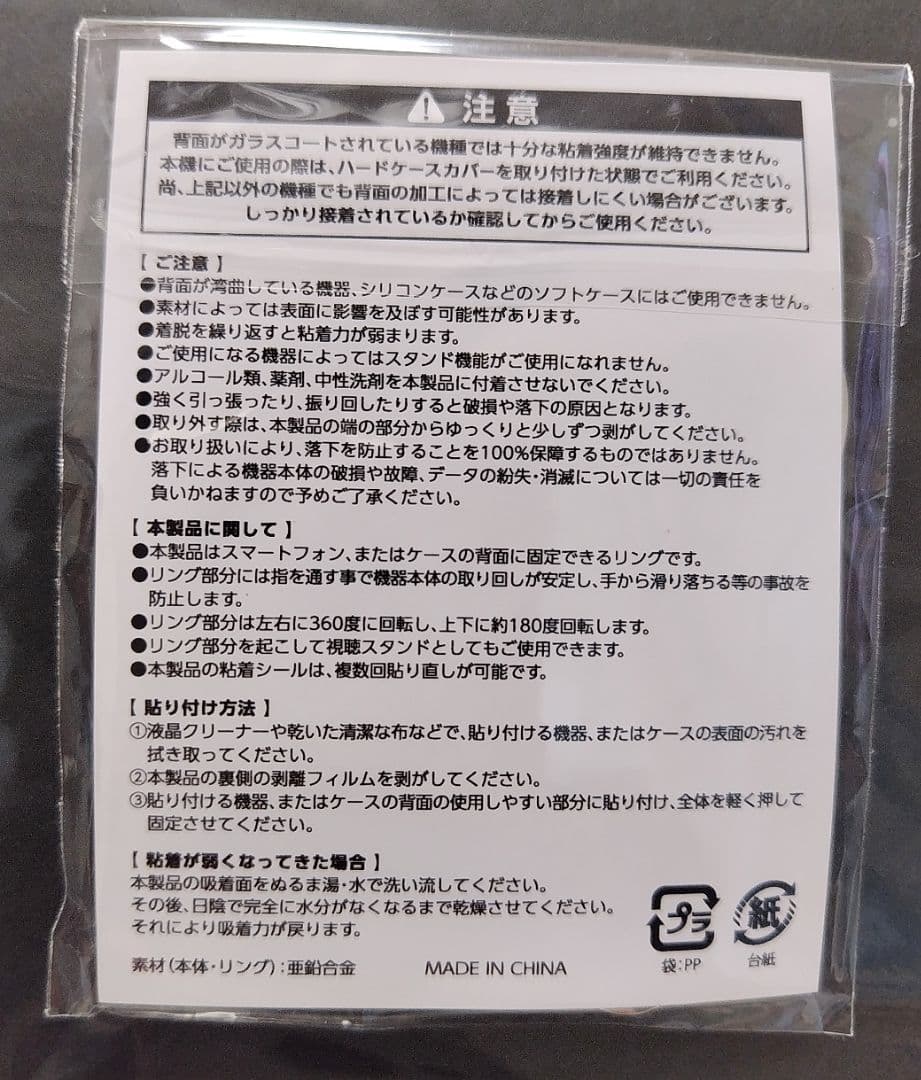 注意
背面がガラスコートされている機種では十分な粘着強度が維持できません。
本機にご使用の際は、ハードケースカバーを取り付けた状態でご利用ください。
尚、上記以外の機種でも背面の加工によっては接着しにくい場合がございます。
しっかり接着されているか確認してからご使用ください。
【 ご注意 】
●背面が湾曲している機器、シリコンケースなどのソフトケースにはご使用できません。
●素材によっては表面に影響を及ぼす可能性があります。
●着脱を繰り返すと粘着力が弱まります。
●ご使用になる機器によってはスタンド機能がご使用になれません。
●アルコール類、薬剤、中性洗剤を本製品に付着させないでください。
●強く引っ張ったり、振り回したりすると破損や落下の原因となります。
●取り外す際は、本製品の端の部分からゆっくりと少しずつ剥がしてください。
●お取り扱いにより、落下を防止することを100%保障するものではありません。
落下による機器本体の破損や故障、データの紛失・消滅については一切の責任を
負いかねますので予めご了承ください。
【 本製品に関して 】
●本製品はスマートフォン、またはケースの背面に固定できるリングです。
●リング部分には指を通す事で機器本体の取り回しが安定し、手から滑り落ちる等の事故を
防止します。
●リング部分は左右に360度に回転し、上下に約180度回転します。
●リング部分を起こして視聴スタンドとしてもご使用できます。
●本製品の粘着シールは、複数回貼り直しが可能です。
【 貼り付け方法 】
①液晶クリーナーや乾いた清潔な布などで、貼り付ける機器、またはケースの表面の汚れを
拭き取ってください。
②本製品の裏側の剥離フィルムを剥がしてください。
③貼り付ける機器、またはケースの背面の使用しやすい部分に貼り付け、全体を軽く押して
固定させてください。
【 粘着が弱くなってきた場合 】
本製品の吸着面をぬるま湯・水で洗い流してください。
その後、日陰で完全に水分がなくなるまで乾燥させてください。
それにより吸着力が戻ります。
素材(本体・リング):亜鉛合金 MADE IN CHINA
プラ
袋:PP
紙
台紙